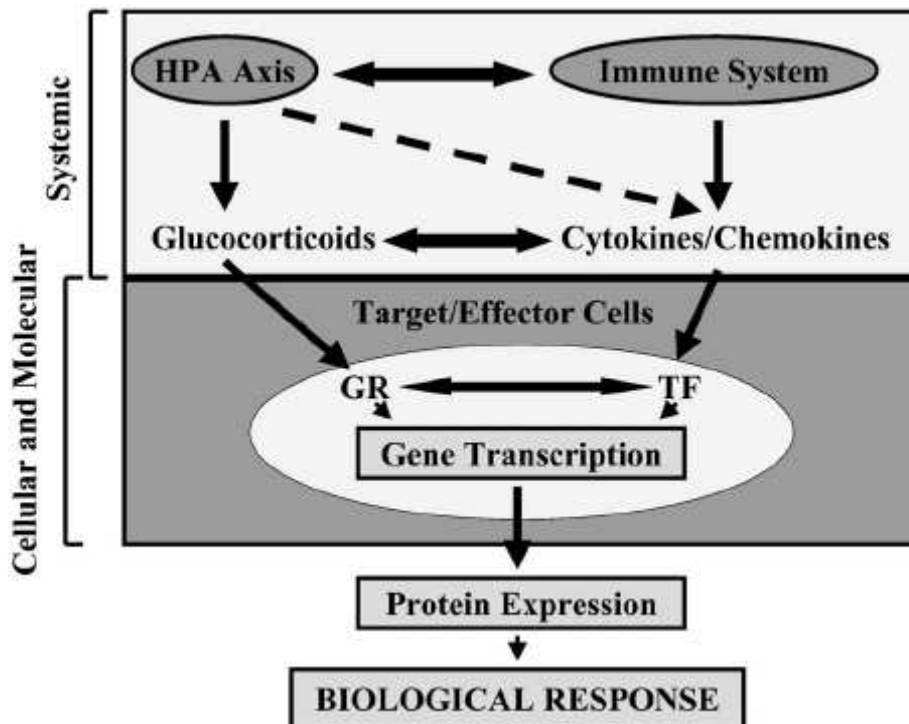 Systemic
HPA Axis
Immune System
Glucocorticoids
Cytokines/Chemokines
Cellular and Molecular
Target/Effector Cells
GR
TF
Gene Transcription
Protein Expression
BIOLOGICAL RESPONSE